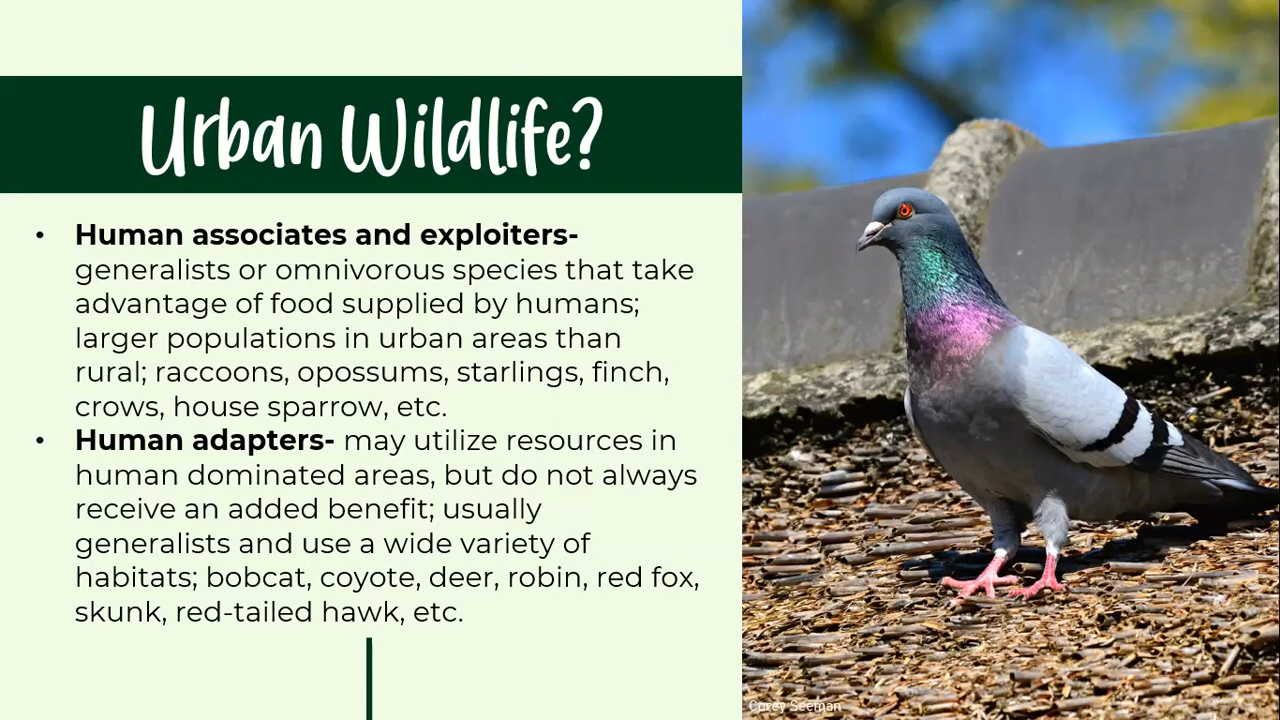 Urban Wildlife?
• Human associates and exploiters-
generalists or omnivorous species that take
advantage of food supplied by humans;
larger populations in urban areas than
rural; raccoons, opossums, starlings, finch,
crows, house sparrow, etc.
• Human adapters- may utilize resources in
human dominated areas, but do not always
receive an added benefit; usually
generalists and use a wide variety of
habitats; bobcat, coyote, deer, robin, red fox,
skunk, red-tailed hawk, etc.
Corey Seeman